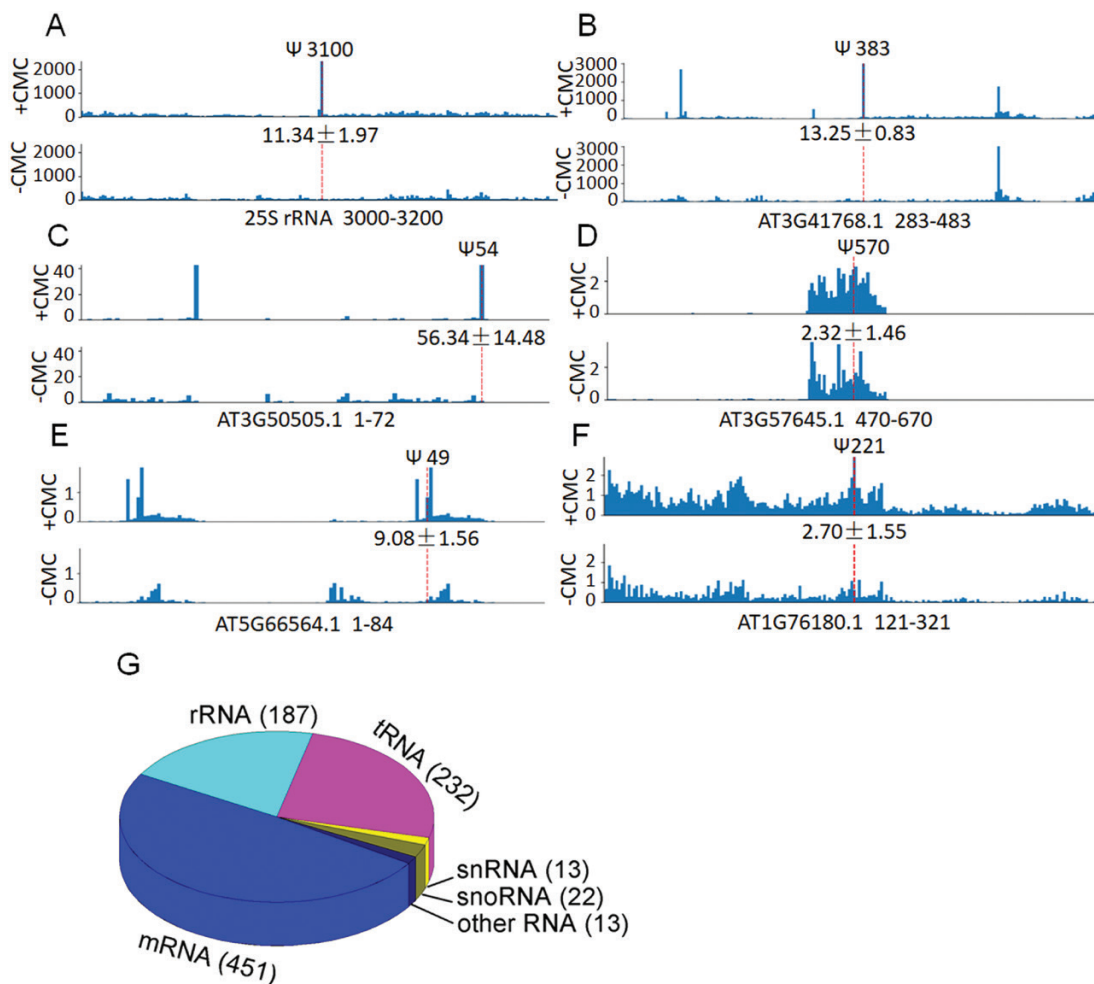 A
Ψ 3100
+CMC
2000
1000
0
11.34 ± 1.97
-CMC
2000
1000
0
25S rRNA 3000-3200
B
Ψ 383
+CMC
3000
2000
1000
0
13.25 ± 0.83
-CMC
3000
2000
1000
0
AT3G41768.1 283-483
C
Ψ54
+CMC
40
20
0
56.34 ± 14.48
-CMC
40
20
0
AT3G50505.1 1-72
D
Ψ570
+CMC
2
0
2.32 ± 1.46
-CMC
2
0
AT3G57645.1 470-670
E
Ψ 49
+CMC
1
0
9.08 ± 1.56
-CMC
1
0
AT5G66564.1 1-84
F
Ψ221
+CMC
2
1
0
2.70 ± 1.55
-CMC
2
1
0
AT1G76180.1 121-321
G
rRNA (187)
tRNA (232)
snRNA (13)
snoRNA (22)
other RNA (13)
mRNA (451)